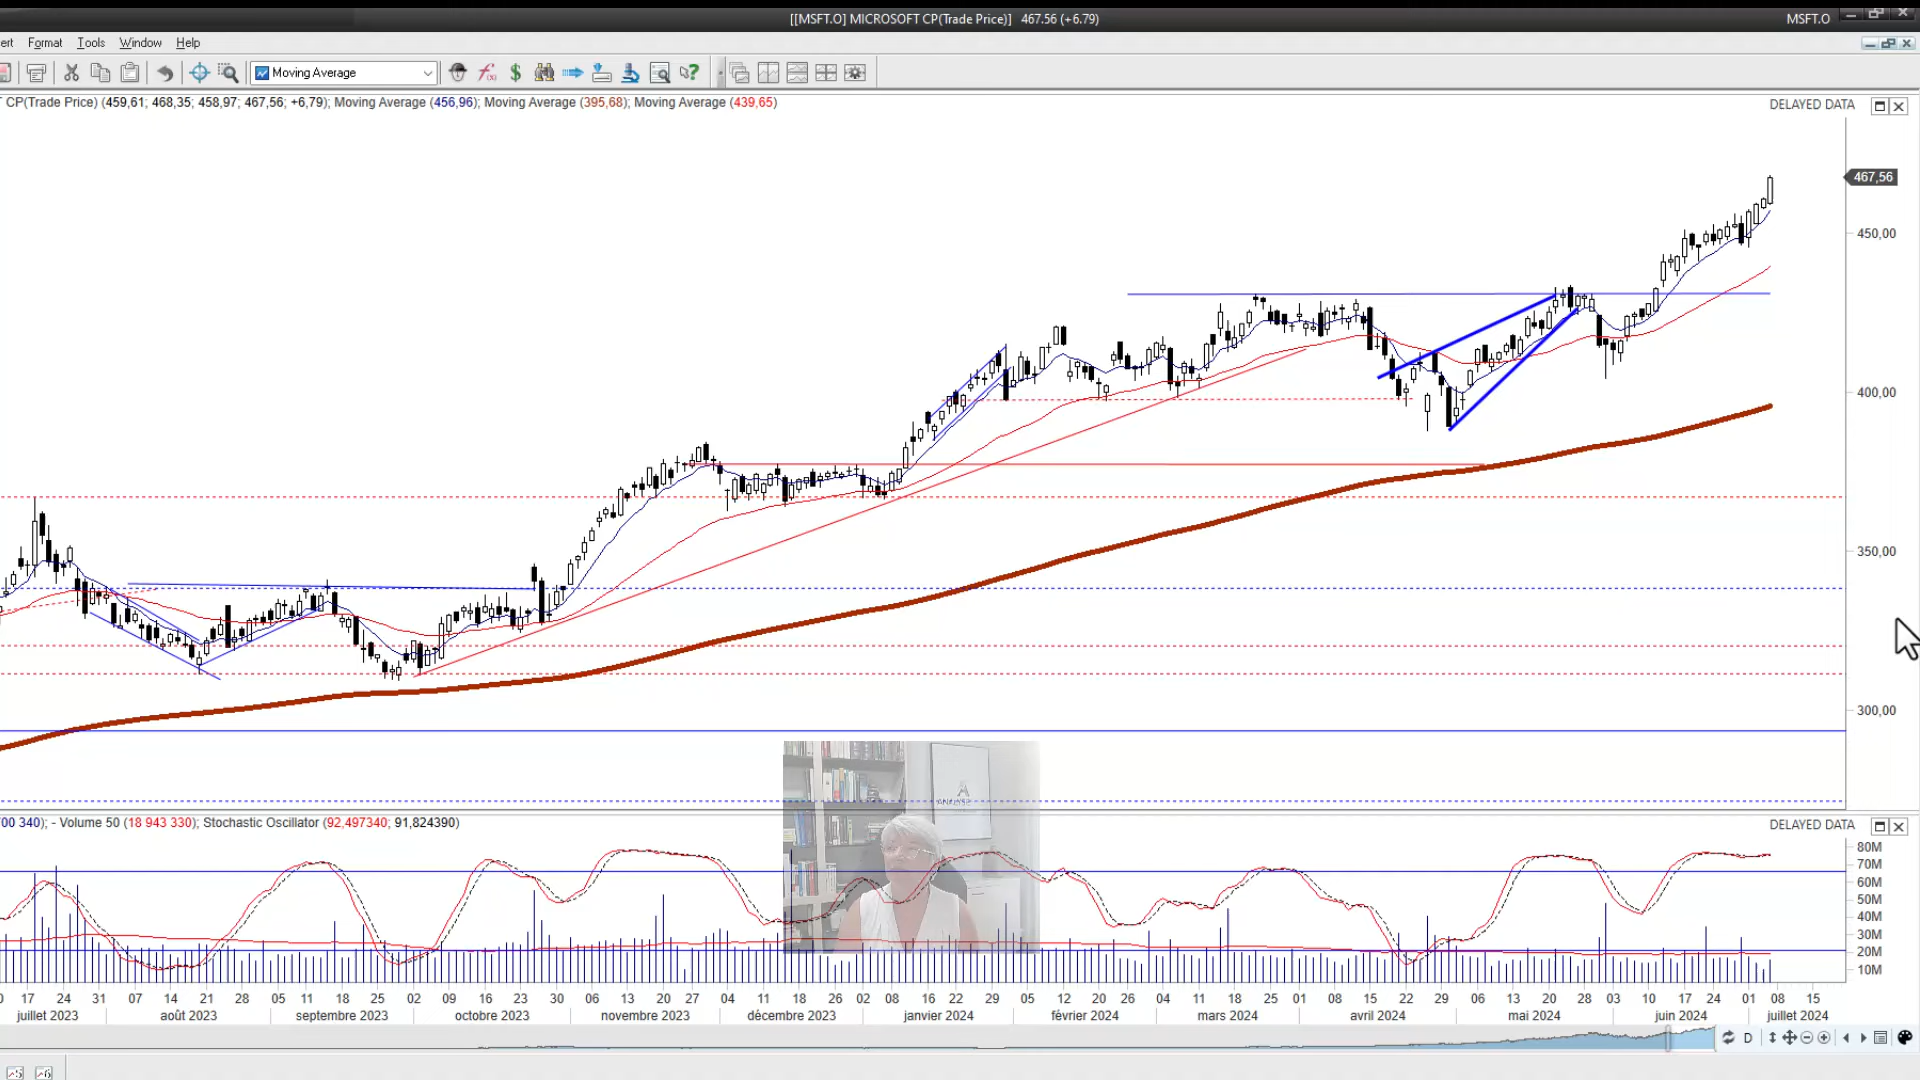 [[MSFT.O] MICROSOFT CP(Trade Price)] 467.56 (+6.79)
MSFT.O
ert Format Tools Window Help
Moving Average
CP(Trade Price) (459,61; 468,35; 458,97; 467,56; +6,79); Moving Average (456,96); Moving Average (395,68); Moving Average (439,65)
DELAYED DATA
467,56
450,00
400,00
350,00
300,00
ANALYSE
00 340); - Volume 50 (18 943 330); Stochastic Oscillator (92,497340; 91,824390)
DELAYED DATA
80M
70M
60M
50M
40M
30M
20M
10M
0 17 24 31 07 14 21 28 05 11 18 25 02 09 16 23 30 06 13 20 27 04 11 18 26 02 08 16 22 29 05 12 20 26 04 11 18 25 01 08 15 22 29 06 13 20 28 03 10 17 24 01 08 15
juillet 2023 août 2023 septembre 2023 octobre 2023 novembre 2023 décembre 2023 janvier 2024 février 2024 mars 2024 avril 2024 mai 2024 juin 2024 juillet 2024
D